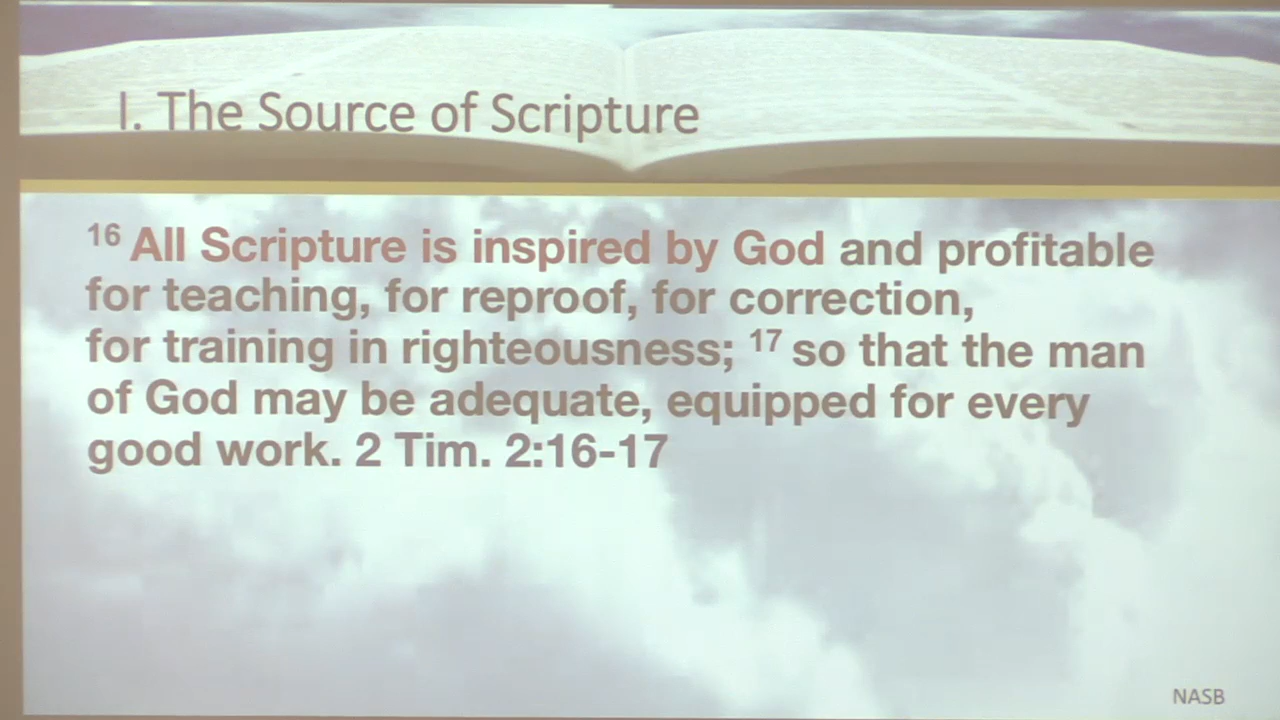 I. The Source of Scripture
16 All Scripture is inspired by God and profitable
for teaching, for reproof, for correction,
for training in righteousness; 17 so that the man
of God may be adequate, equipped for every
good work. 2 Tim. 2:16-17
NASB